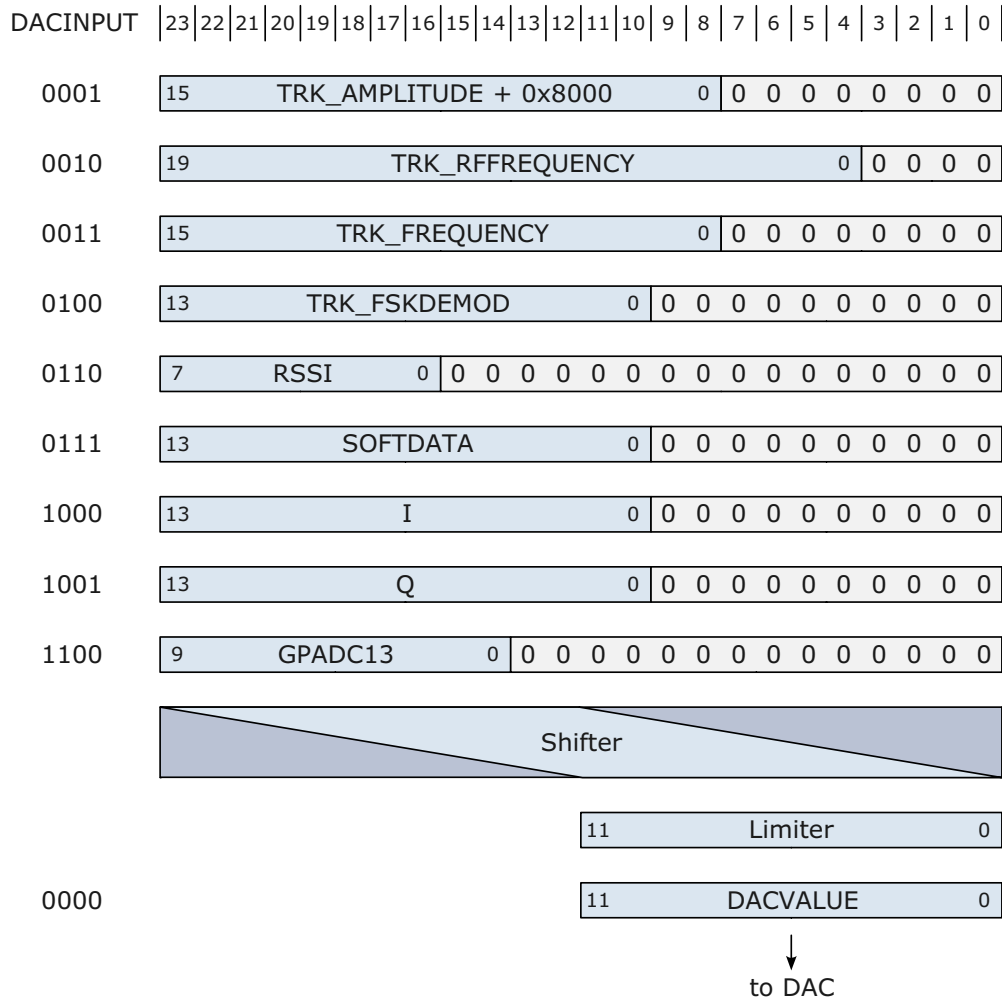 DACINPUT 23 22 21 20 19 18 17 16 15 14 13 12 11 10 9 8 7 6 5 4 3 2 1 0
0001 15 TRK_AMPLITUDE + 0x8000 0 0 0 0 0 0 0 0 0
0010 19 TRK_RFFREQUENCY 0 0 0 0 0
0011 15 TRK_FREQUENCY 0 0 0 0 0 0 0 0 0
0100 13 TRK_FSKDEMOD 0 0 0 0 0 0 0 0 0 0 0
0110 7 RSSI 0 0 0 0 0 0 0 0 0 0 0 0 0 0 0 0 0
0111 13 SOFTDATA 0 0 0 0 0 0 0 0 0 0 0
1000 13 I 0 0 0 0 0 0 0 0 0 0 0
1001 13 Q 0 0 0 0 0 0 0 0 0 0 0
1100 9 GPADC13 0 0 0 0 0 0 0 0 0 0 0 0 0 0 0
Shifter
11 Limiter 0
0000 11 DACVALUE 0
to DAC